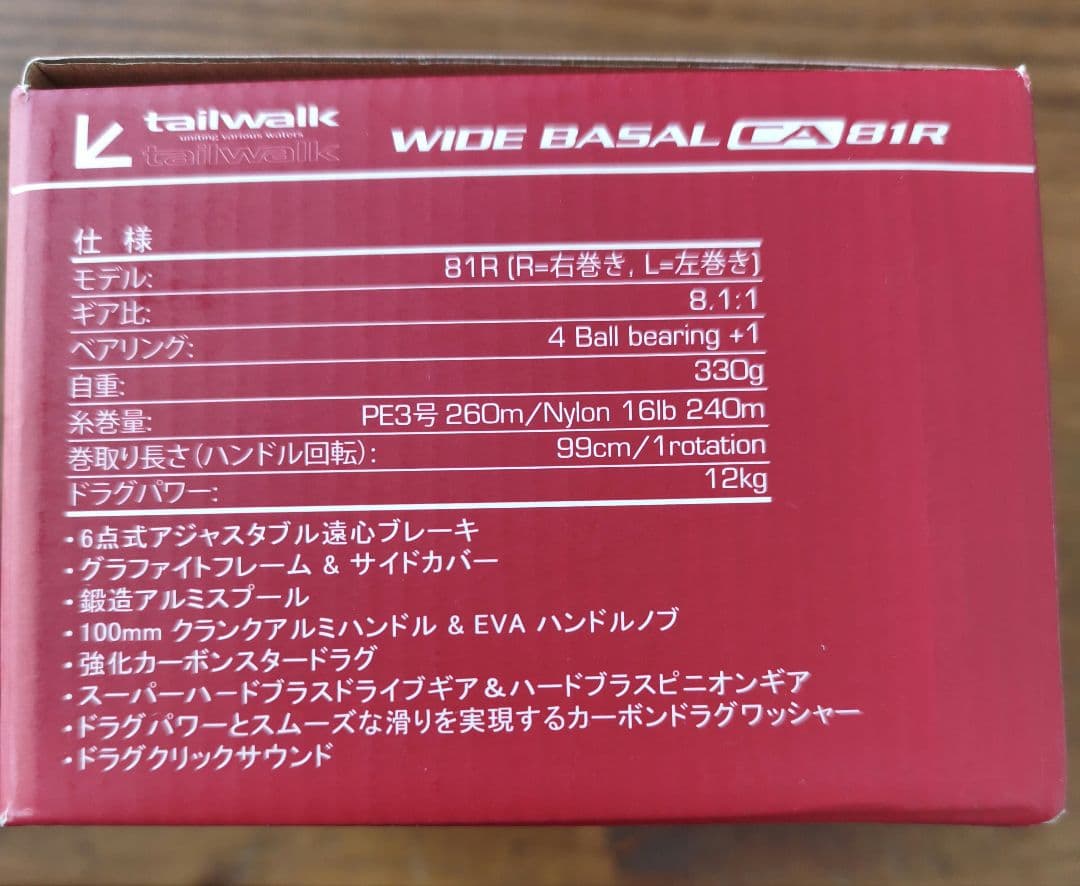 tailwalk
uniting various waters
tailwalk
WIDE BASAL CA 81R
仕 様
モデル: 81R (R=右巻き, L=左巻き)
ギア比: 8.1:1
ベアリング: 4 Ball bearing +1
自重: 330g
糸巻量: PE3号 260m/Nylon 16lb 240m
巻取り長さ(ハンドル回転): 99cm/1rotation
ドラグパワー: 12kg
・6点式アジャスタブル遠心ブレーキ
・グラファイトフレーム & サイドカバー
・鍛造アルミスプール
・100mm クランクアルミハンドル & EVA ハンドルノブ
・強化カーボンスタードラグ
・スーパーハードブラスドライブギア&ハードブラスピニオンギア
・ドラグパワーとスムーズな滑りを実現するカーボンドラグワッシャー
・ドラグクリックサウンド